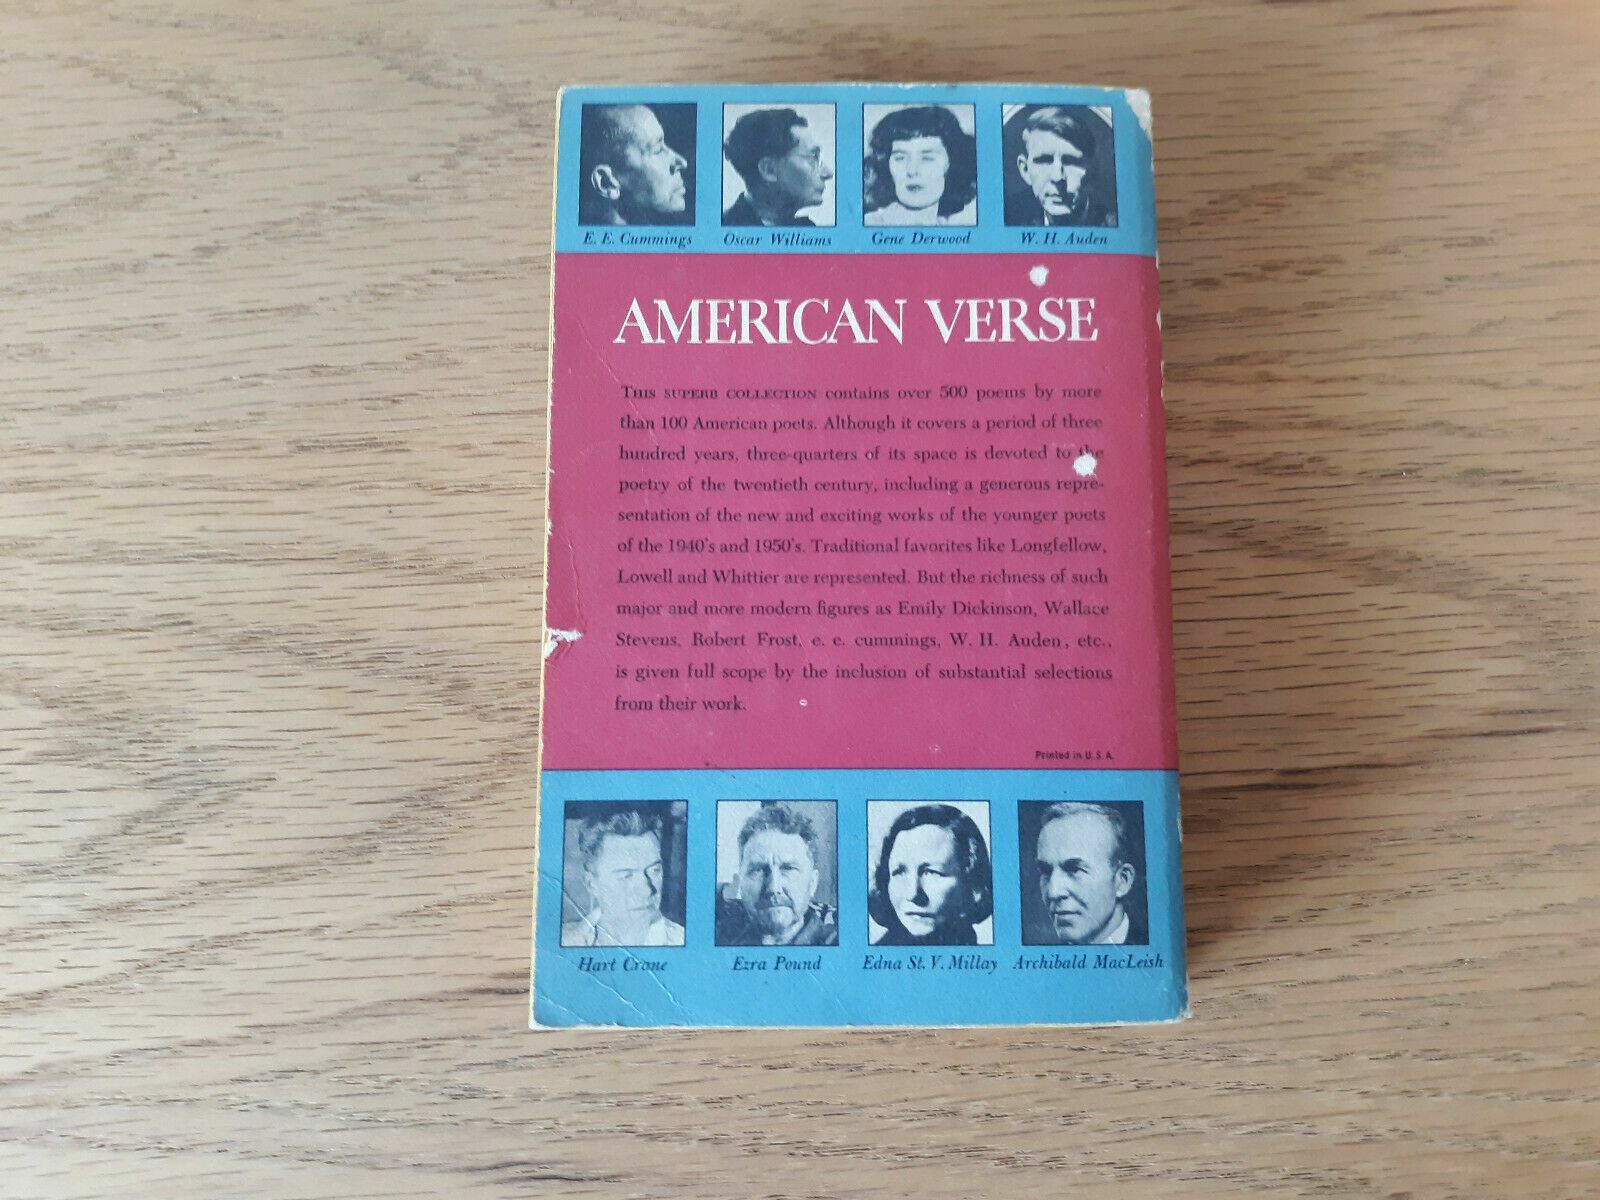 E. E. Cummings Oscar Williams Gene Derwood W. H. Auden
AMERICAN VERSE
THIS SUPERB COLLECTION contains over 500 poems by more
than 100 American poets. Although it covers a period of three
hundred years, three-quarters of its space is devoted to the
poetry of the twentieth century, including a generous repre-
sentation of the new and exciting works of the younger poets
of the 1940's and 1950's. Traditional favorites like Longfellow,
Lowell and Whittier are represented. But the richness of such
major and more modern figures as Emily Dickinson, Wallace
Stevens, Robert Frost, e. e. cummings, W. H. Auden, etc.,
is given full scope by the inclusion of substantial selections
from their work.
Printed in U. S. A.
Hart Crane Ezra Pound Edna St. V. Millay Archibald MacLeish